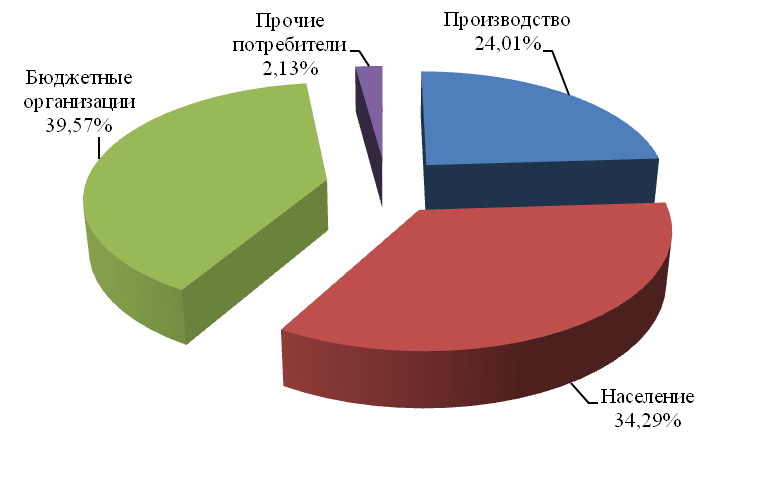 Прочие
потребители
2,13%
Производство
24,01%
Бюджетные
организации
39,57%
Население
34,29%